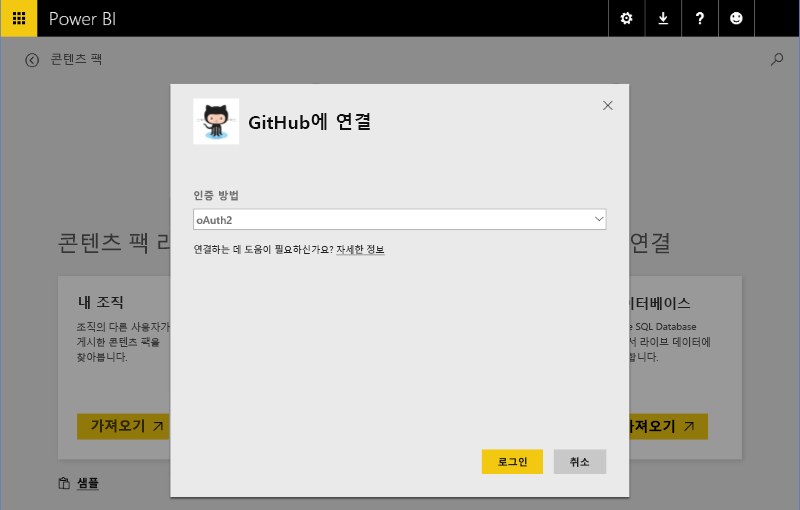 Power BI
?
콘텐츠 팩
GitHub에 연결
인증 방법
oAuth2
연결하는 데 도움이 필요하신가요? 자세한 정보
로그인
취소
콘텐츠 팩
내 조직
조직의 다른 사용자가
게시한 콘텐츠 팩을
찾아봅니다.
가져오기
샘플
연결
터베이스
SQL Database
라이브 데이터에
합니다.
져오기